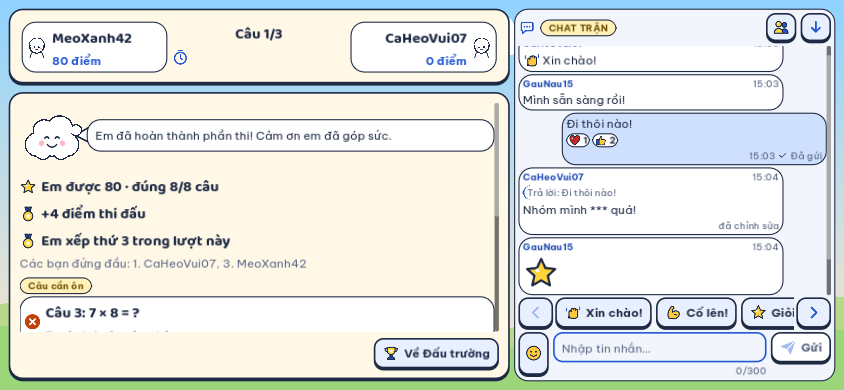 MeoXanh42
80 điểm
Câu 1/3
CaHeoVui07
0 điểm
Em đã hoàn thành phần thi! Cảm ơn em đã góp sức.
Em được 80 · đúng 8/8 câu
+4 điểm thi đấu
Em xếp thứ 3 trong lượt này
Các bạn đứng đầu: 1. CaHeoVui07, 3. MeoXanh42
Câu cần ôn
Câu 3: 7 × 8 = ?
Về Đấu trường
CHAT TRẬN
Xin chào!
GauNau15 15:03
Mình sẵn sàng rồi!
Đi thôi nào!
1 2
15:03 ✓ Đã gửi
CaHeoVui07 15:04
Trả lời: Đi thôi nào!
Nhóm mình *** quá!
đã chỉnh sửa
GauNau15 15:04
Xin chào! Cố lên! Giỏi
Nhập tin nhắn... Gửi
0/300